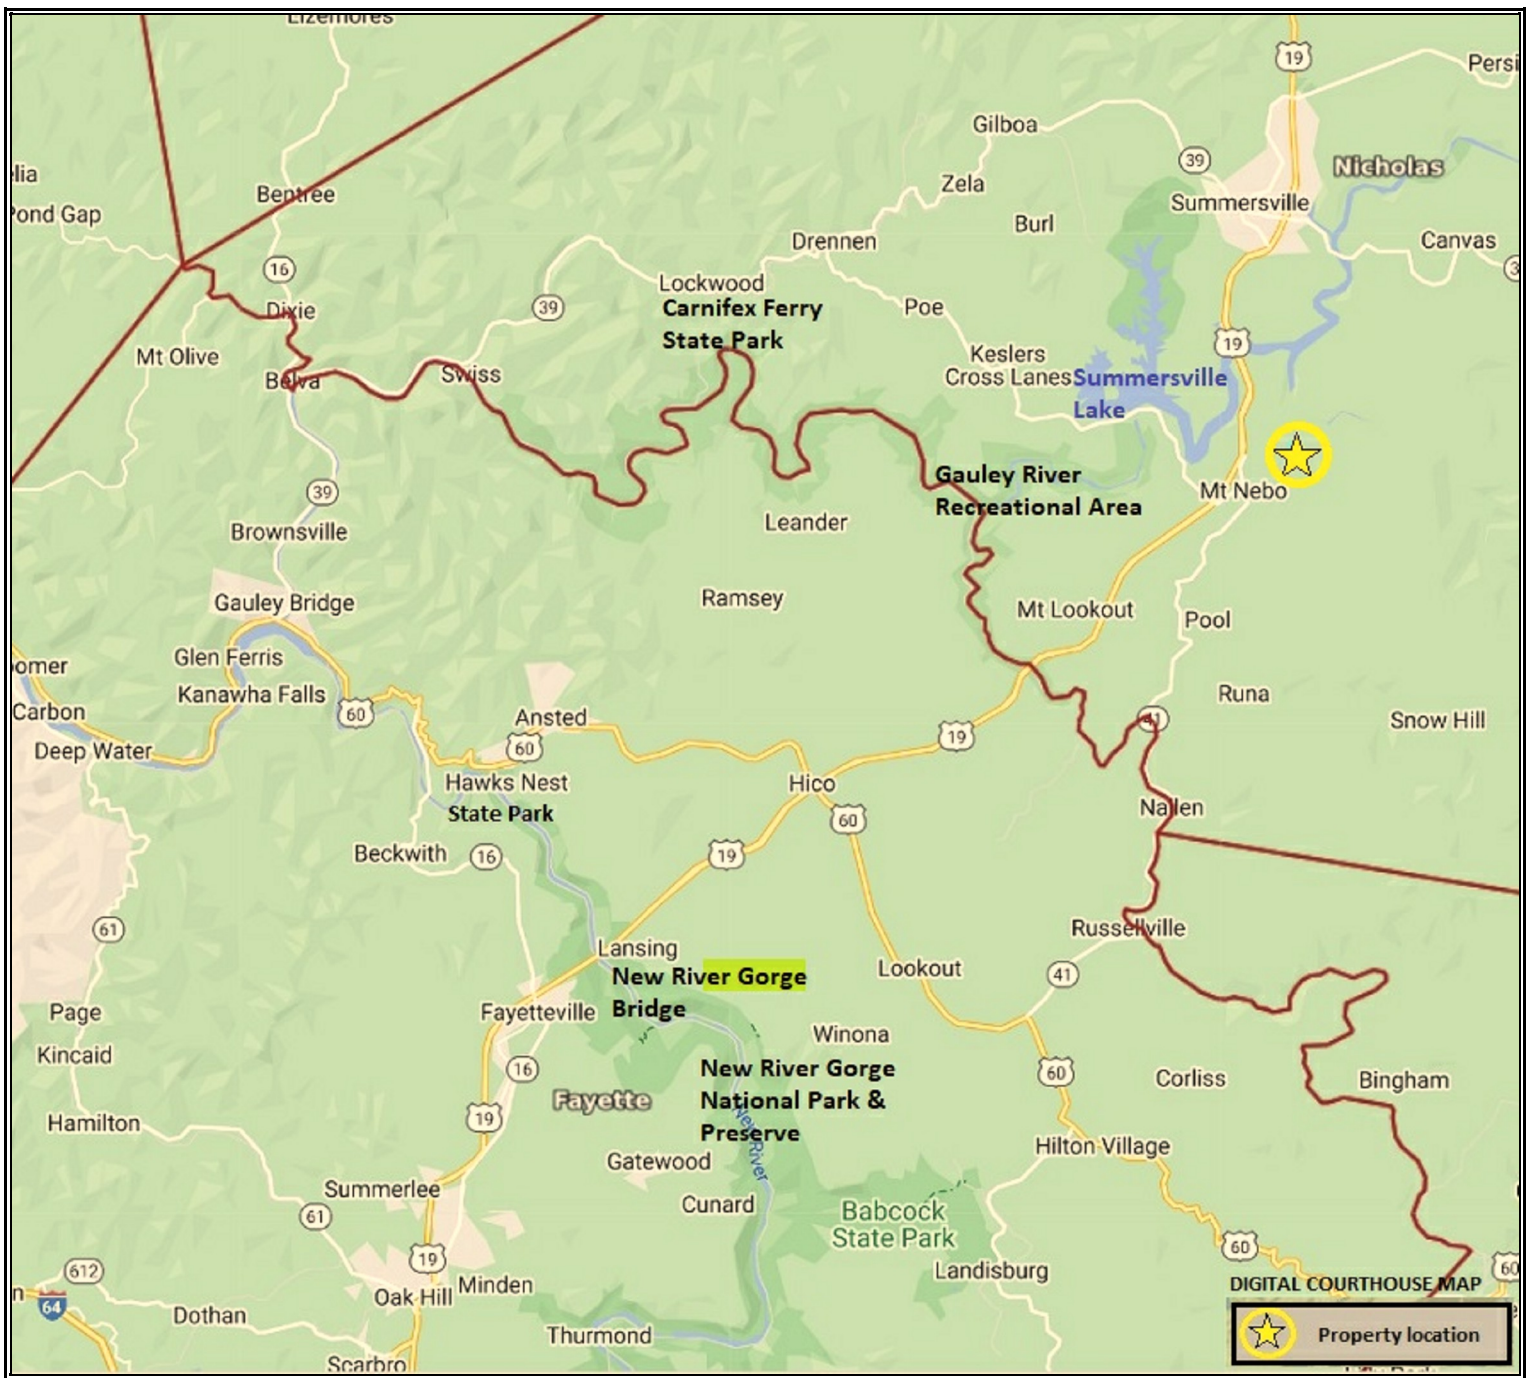 Lizemores
19
Persi
Gilboa
39
Nicholas
lia
Zela
Bentree
Summersville
Pond Gap
Burl
Drennen
Canvas
16
3
Lockwood
39
Carnifex Ferry
State Park
Dixie
Poe
19
Mt Olive
Keslers
Cross Lanes
Belva
Swiss
Summersville
Lake
Gauley River
Recreational Area
39
Mt Nebo
Leander
Brownsville
Ramsey
Gauley Bridge
Mt Lookout
Pool
Glen Ferris
omer
Kanawha Falls
Runa
Carbon
60
Ansted
41
Snow Hill
Deep Water
60
19
Hawks Nest
State Park
Hico
Nallen
60
Beckwith
16
19
61
Russellville
Lansing
Lookout
41
New River Gorge
Bridge
Page
Fayetteville
Winona
Kincaid
16
New River Gorge
National Park &
Preserve
60
Corliss
Bingham
Fayette
19
Hamilton
New River
Hilton Village
Gatewood
Summerlee
Cunard
Babcock
State Park
61
60
19
Landisburg
60
612
Minden
DIGITAL COURTHOUSE MAP
n
64
Oak Hill
Dothan
Thurmond
Property location
Scarbro